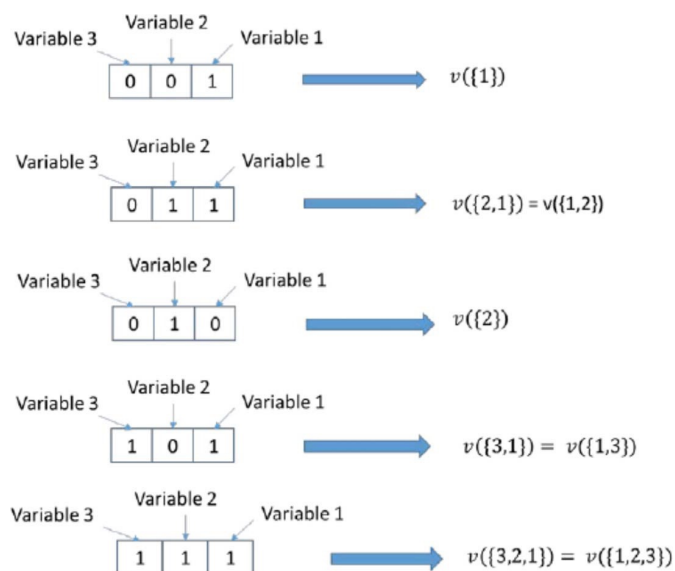 Variable 2
Variable 3 Variable 1
0 0 1 v({1})
Variable 2
Variable 3 Variable 1
0 1 1 v({2,1}) = v({1,2})
Variable 2
Variable 3 Variable 1
0 1 0 v({2})
Variable 2
Variable 3 Variable 1
1 0 1 v({3,1}) = v({1,3})
Variable 2
Variable 3 Variable 1
1 1 1 v({3,2,1}) = v({1,2,3})